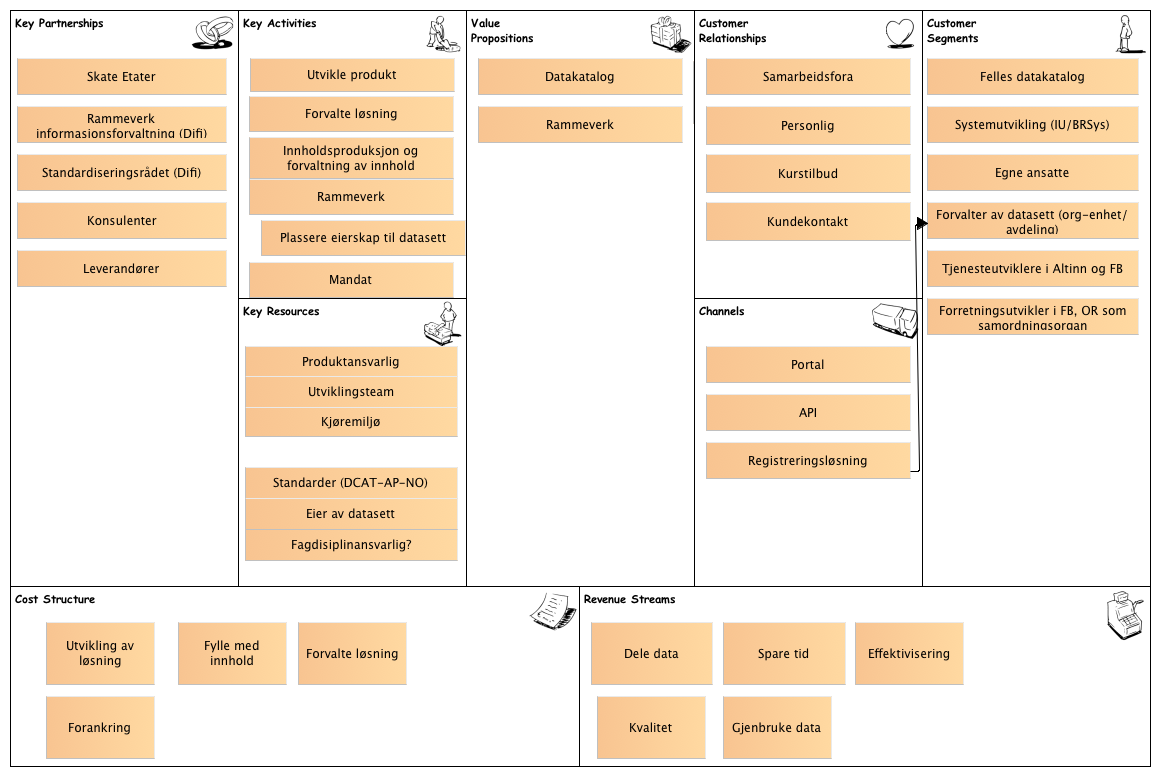 Key Partnerships
Skate Etater
Rammeverk
informasionsforvaltning (Difi)
Standardiseringsrådet (Difi)
Konsulenter
Leverandører
Key Activities
Utvikle produkt
Forvalte løsning
Innholdsproduksjon og
forvaltning av innhold
Rammeverk
Plassere eierskap til datasett
Mandat
Key Resources
Produktansvarlig
Utviklingsteam
Kjøremiljø
Standarder (DCAT-AP-NO)
Eier av datasett
Fagdisiplinansvarlig?
Value
Propositions
Datakatalog
Rammeverk
Customer
Relationships
Samarbeidsfora
Personlig
Kurstilbud
Kundekontakt
Channels
Portal
API
Registreringsløsning
Customer
Segments
Felles datakatalog
Systemutvikling (IU/BRSys)
Egne ansatte
Forvalter av datasett (org-enhet/
avdeling)
Tjenesteutviklere i Altinn og FB
Forretningsutvikler i FB, OR som
samordningsorgan
Cost Structure
Utvikling av
løsning
Fylle med
innhold
Forvalte løsning
Forankring
Revenue Streams
Dele data
Spare tid
Effektivisering
Kvalitet
Gjenbruke data